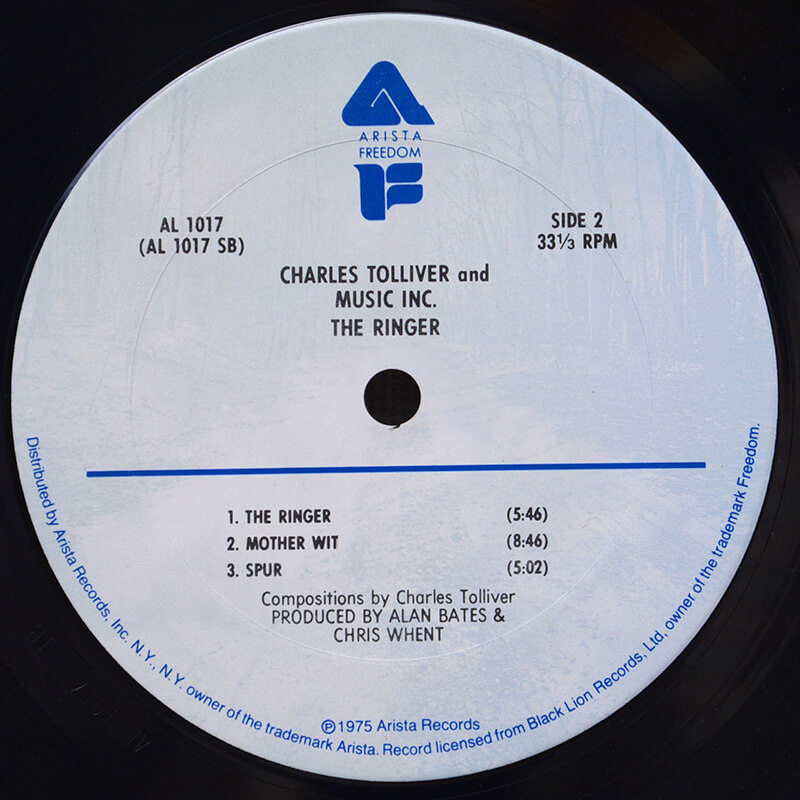 ARISTA
FREEDOM
AL 1017
(AL 1017 SB)
SIDE 2
33⅓ RPM
CHARLES TOLLIVER and
MUSIC INC.
THE RINGER
1. THE RINGER (5:46)
2. MOTHER WIT (8:46)
3. SPUR (5:02)
Compositions by Charles Tolliver
PRODUCED BY ALAN BATES &
CHRIS WHENT
℗1975 Arista Records
Distributed by Arista Records, Inc. N.Y., N.Y. owner of the trademark Arista. Record licensed from Black Lion Records, Ltd, owner of the trademark Freedom.